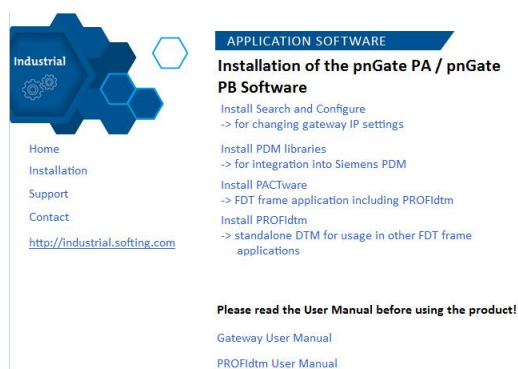 Industrial
Home
Installation
Support
Contact
http://industrial.softing.com
APPLICATION SOFTWARE
Installation of the pnGate PA / pnGate
PB Software
Install Search and Configure
-> for changing gateway IP settings
Install PDM libraries
-> for integration into Siemens PDM
Install PACTware
-> FDT frame application including PROFIdtm
Install PROFIdtm
-> standalone DTM for usage in other FDT frame
applications
Please read the User Manual before using the product!
Gateway User Manual
PROFIdtm User Manual